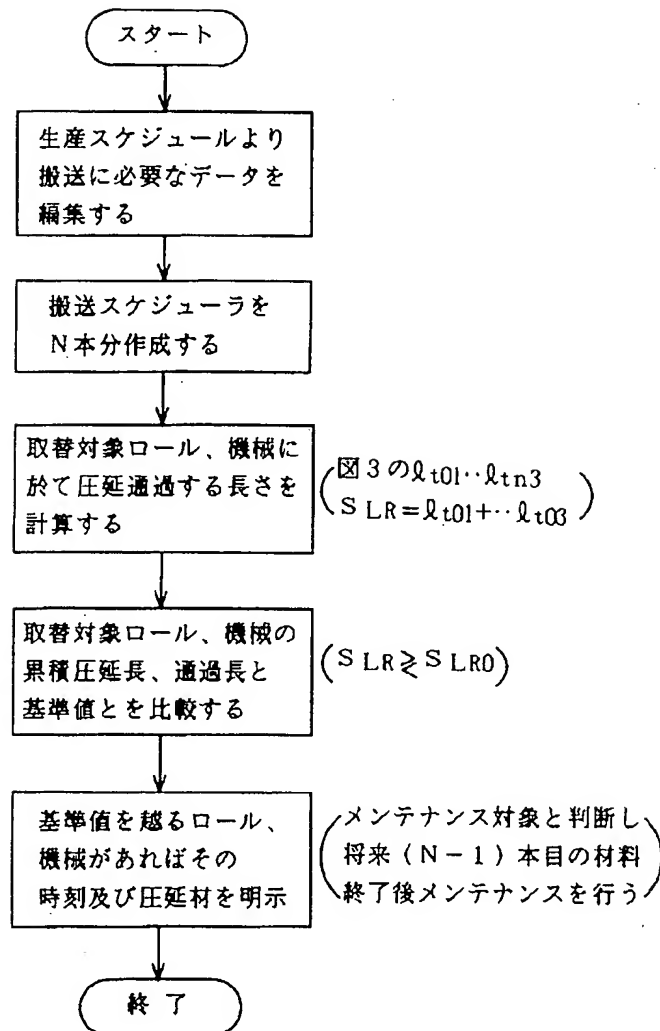 スタート
生産スケジュールより
搬送に必要なデータを
編集する
搬送スケジューラを
N本分作成する
取替対象ロール、機械に
於て圧延通過する長さを
計算する
図3のℓt01‥ℓtn3
SLR=ℓt01+‥ℓt03
取替対象ロール、機械の
累積圧延長、通過長と
基準値とを比較する
(SLR≷SLR0)
基準値を越るロール、
機械があればその
時刻及び圧延材を明示
メンテナンス対象と判断し
将来(N-1)本目の材料
終了後メンテナンスを行う
終了